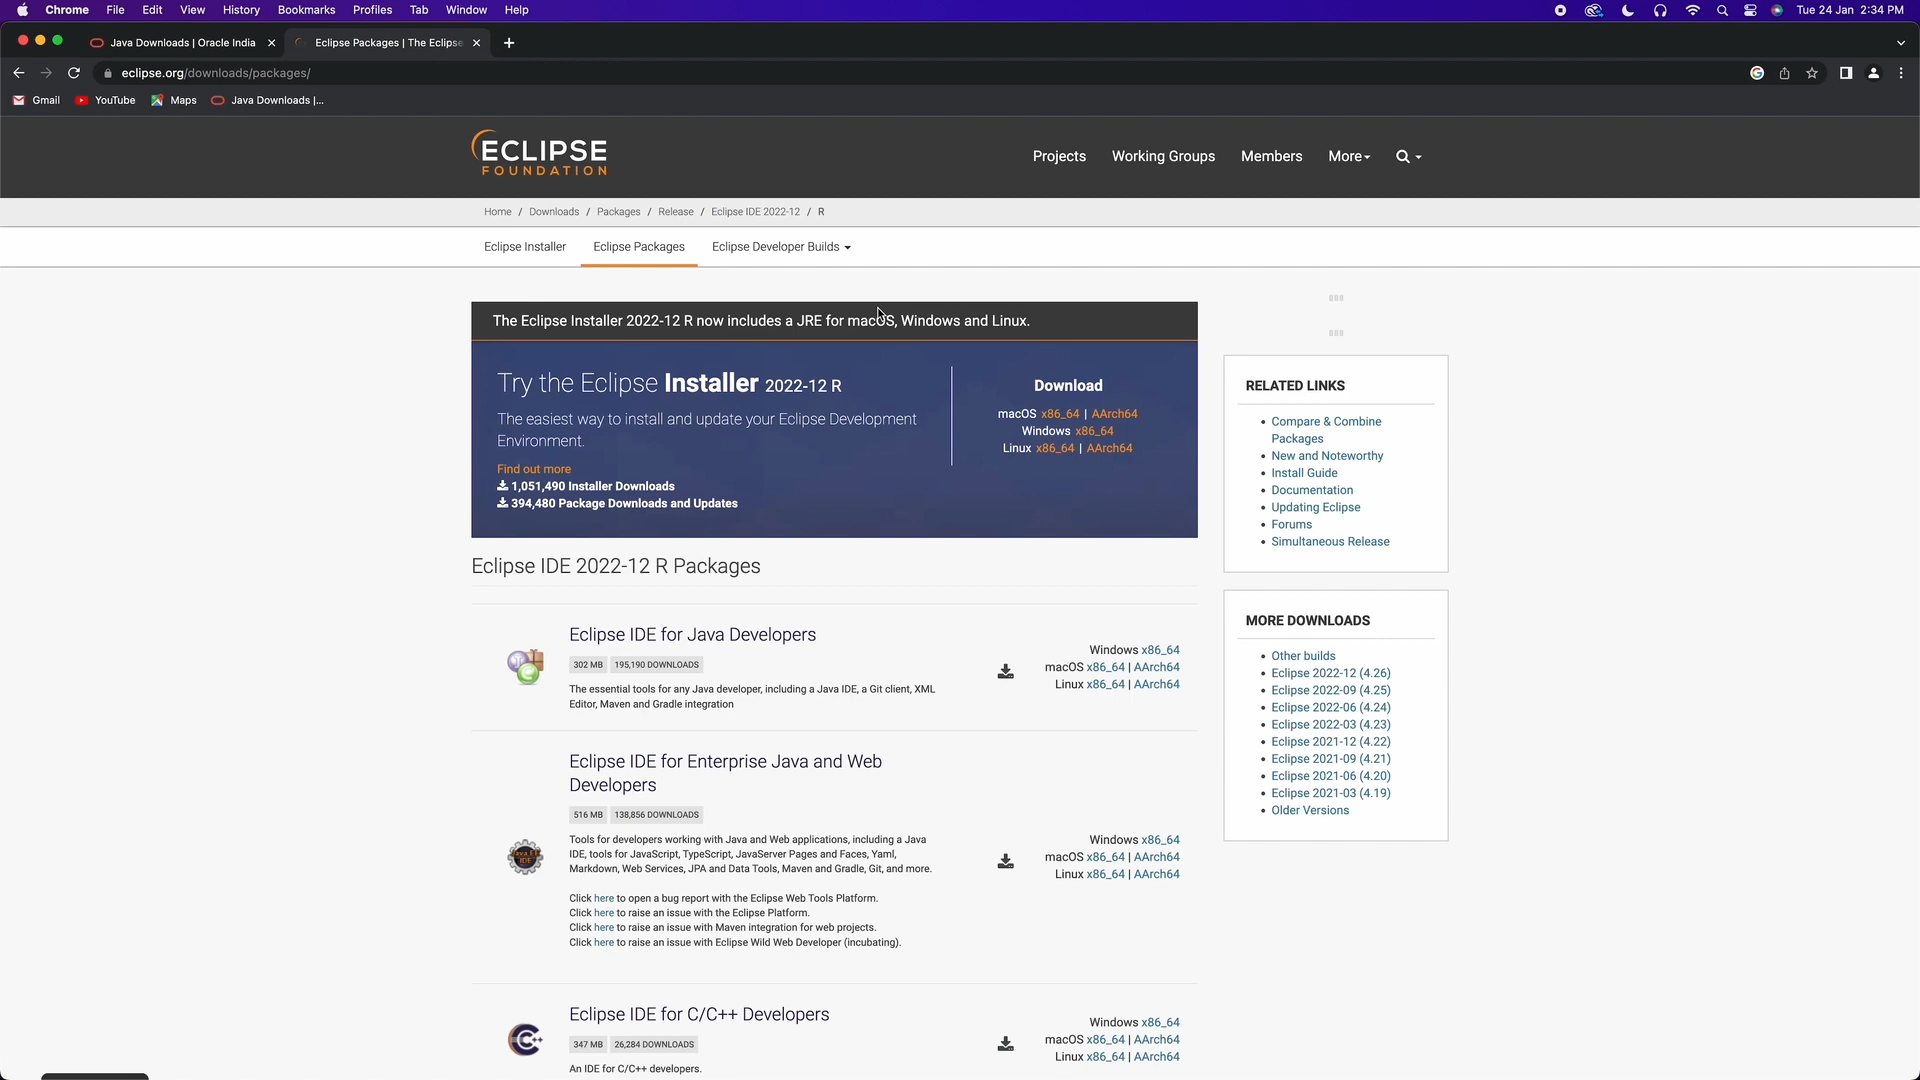 Chrome File Edit View History Bookmarks Profiles Tab Window Help Tue 24 Jan 2:34 PM
Java Downloads | Oracle India Eclipse Packages | The Eclipse
eclipse.org/downloads/packages/
Gmail YouTube Maps Java Downloads |...
ECLIPSE
FOUNDATION
Projects Working Groups Members More
Home / Downloads / Packages / Release / Eclipse IDE 2022-12 / R
Eclipse Installer Eclipse Packages Eclipse Developer Builds
The Eclipse Installer 2022-12 R now includes a JRE for macOS, Windows and Linux.
Try the Eclipse Installer 2022-12 R
The easiest way to install and update your Eclipse Development
Environment.
Find out more
1,051,490 Installer Downloads
394,480 Package Downloads and Updates
Download
macOS x86_64 | AArch64
Windows x86_64
Linux x86_64 | AArch64
Eclipse IDE 2022-12 R Packages
Eclipse IDE for Java Developers
302 MB 195,190 DOWNLOADS
The essential tools for any Java developer, including a Java IDE, a Git client, XML
Editor, Maven and Gradle integration
Windows x86_64
macOS x86_64 | AArch64
Linux x86_64 | AArch64
Eclipse IDE for Enterprise Java and Web
Developers
516 MB 138,856 DOWNLOADS
Java EE
IDE
Tools for developers working with Java and Web applications, including a Java
IDE, tools for JavaScript, TypeScript, JavaServer Pages and Faces, Yaml,
Markdown, Web Services, JPA and Data Tools, Maven and Gradle, Git, and more.
Click here to open a bug report with the Eclipse Web Tools Platform.
Click here to raise an issue with the Eclipse Platform.
Click here to raise an issue with Maven integration for web projects.
Click here to raise an issue with Eclipse Wild Web Developer (incubating).
Windows x86_64
macOS x86_64 | AArch64
Linux x86_64 | AArch64
Eclipse IDE for C/C++ Developers
347 MB 26,284 DOWNLOADS
An IDE for C/C++ developers.
Windows x86_64
macOS x86_64 | AArch64
Linux x86_64 | AArch64
RELATED LINKS
Compare & Combine
Packages
New and Noteworthy
Install Guide
Documentation
Updating Eclipse
Forums
Simultaneous Release
MORE DOWNLOADS
Other builds
Eclipse 2022-12 (4.26)
Eclipse 2022-09 (4.25)
Eclipse 2022-06 (4.24)
Eclipse 2022-03 (4.23)
Eclipse 2021-12 (4.22)
Eclipse 2021-09 (4.21)
Eclipse 2021-06 (4.20)
Eclipse 2021-03 (4.19)
Older Versions